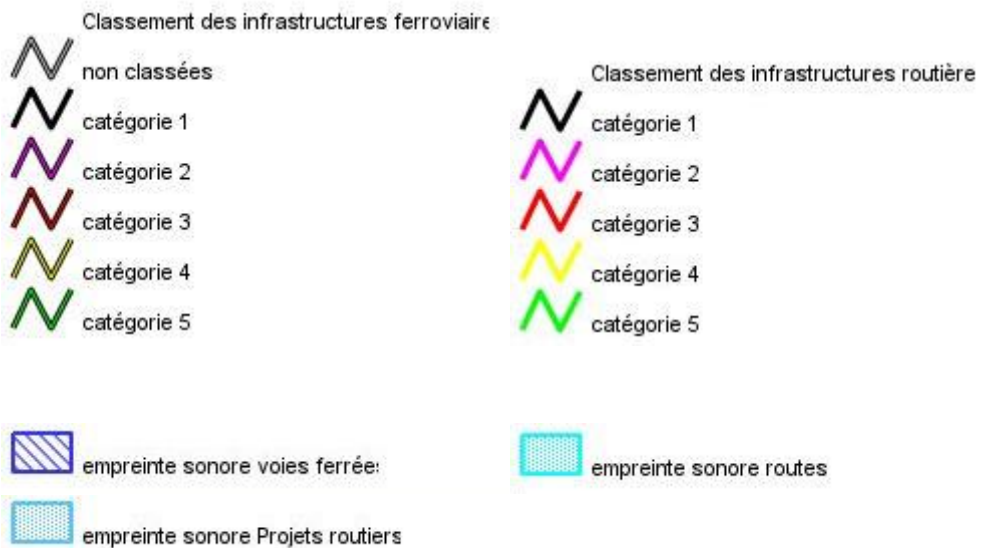 Classement des infrastructures ferroviaire
non classées
catégorie 1
catégorie 2
catégorie 3
catégorie 4
catégorie 5
Classement des infrastructures routière
catégorie 1
catégorie 2
catégorie 3
catégorie 4
catégorie 5
empreinte sonore voies ferrée
empreinte sonore Projets routiers
empreinte sonore routes